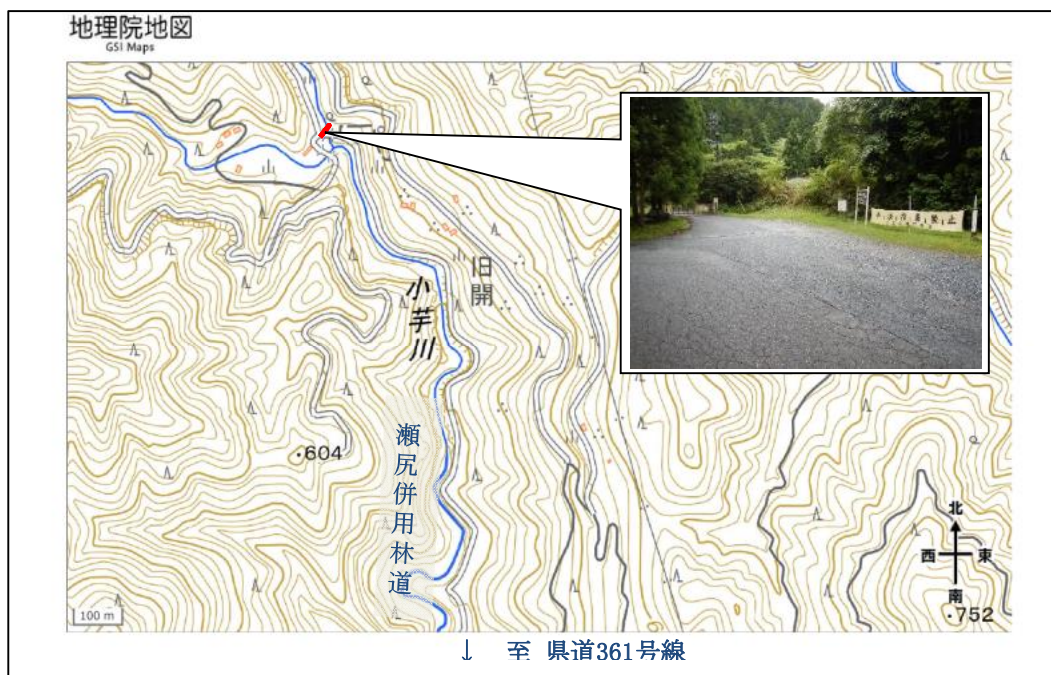 地理院地図
GSI Maps
小芋川
旧開
瀬尻併用林道
・604
北
西 東
南
・752
100 m
↓ 至 県道361号線